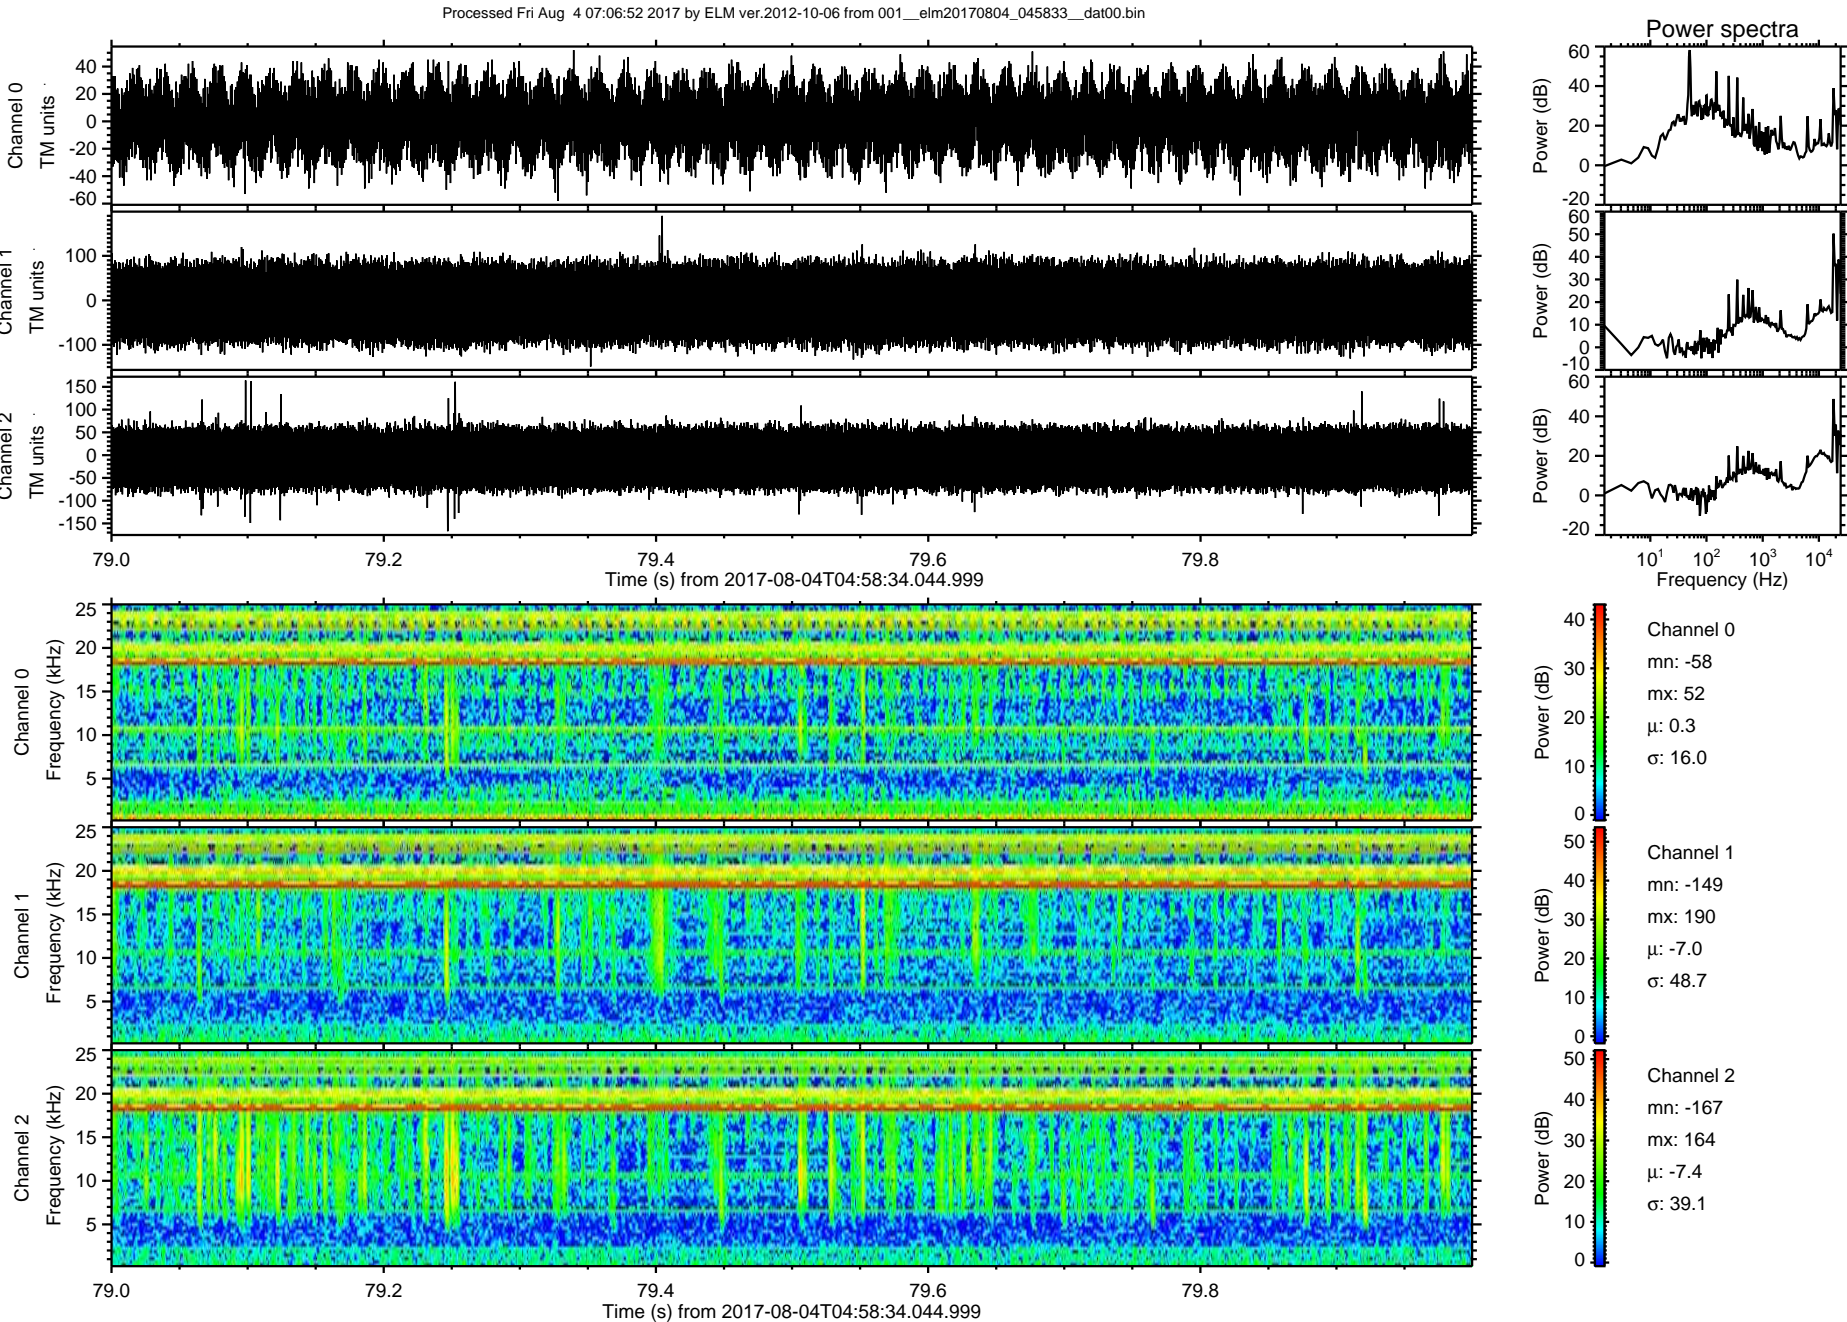 Processed Fri Aug  4 07:06:52 2017 by ELM ver.2012-10-06 from 001__elm20170804_045833__dat00.bin
Power spectra
Channel 0
TM units
40
20
0
-20
-40
-60
Power (dB)
60
40
20
0
-20
Channel 1
TM units
100
0
-100
Power (dB)
60
50
40
30
20
10
0
-10
Channel 2
TM units
150
100
50
0
-50
-100
-150
Power (dB)
60
40
20
0
-20
79.0 79.2 79.4 79.6 79.8
Time (s) from 2017-08-04T04:58:34.044.999
10^1 10^2 10^3 10^4
Frequency (Hz)
Channel 0
Frequency (kHz)
25
20
15
10
5
Power (dB)
40
30
20
10
0
Channel 0
mn: -58
mx: 52
μ: 0.3
σ: 16.0
Channel 1
Frequency (kHz)
25
20
15
10
5
Power (dB)
50
40
30
20
10
0
Channel 1
mn: -149
mx: 190
μ: -7.0
σ: 48.7
Channel 2
Frequency (kHz)
25
20
15
10
5
Power (dB)
50
40
30
20
10
0
Channel 2
mn: -167
mx: 164
μ: -7.4
σ: 39.1
79.0 79.2 79.4 79.6 79.8
Time (s) from 2017-08-04T04:58:34.044.999